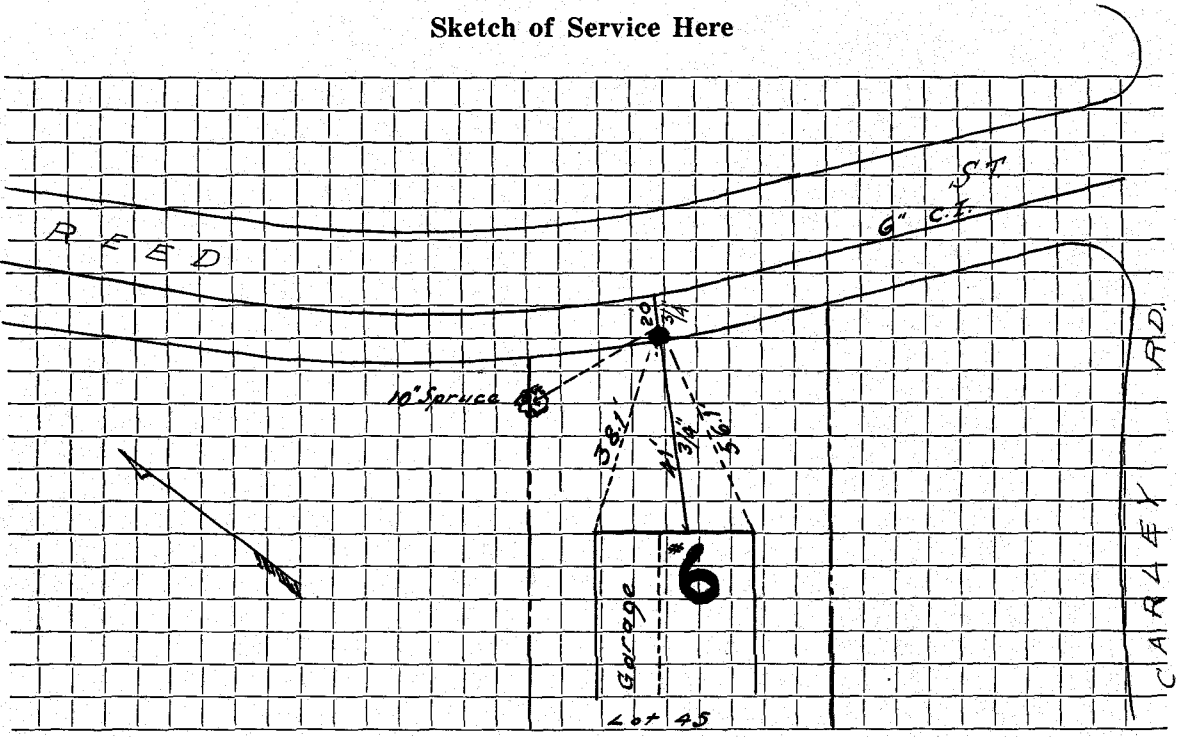 Sketch of Service Here
REED ST
6" C.I.
20' 3/4"
10" Spruce
38.1'
41' 3/4"
56.1'
#6
Garage
Lot 45
CARLEY RD.